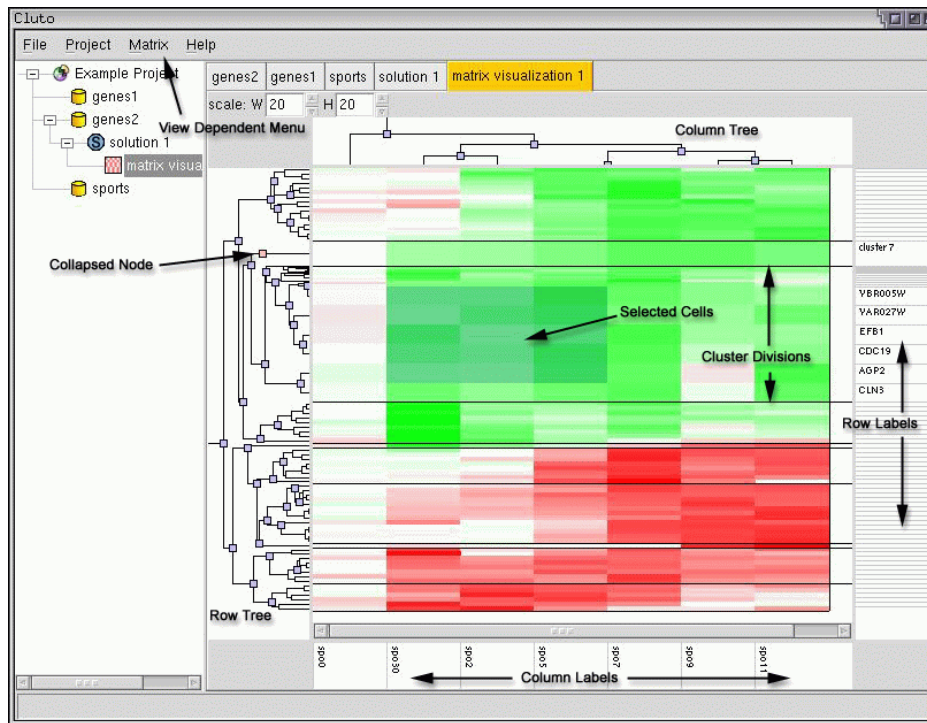 Cluto
File Project Matrix Help
Example Project
genes1
genes2
solution 1
matrix visua
sports
genes2 genes1 sports solution 1 matrix visualization 1
scale: W 20 H 20
View Dependent Menu
Column Tree
Collapsed Node
cluster 7
Selected Cells
Cluster Divisions
YBR005W
YAR027W
EFB1
CDC19
AGP2
CLN3
Row Labels
Row Tree
spo0
spo30
spo2
spo5
spo7
spo9
spo11
Column Labels